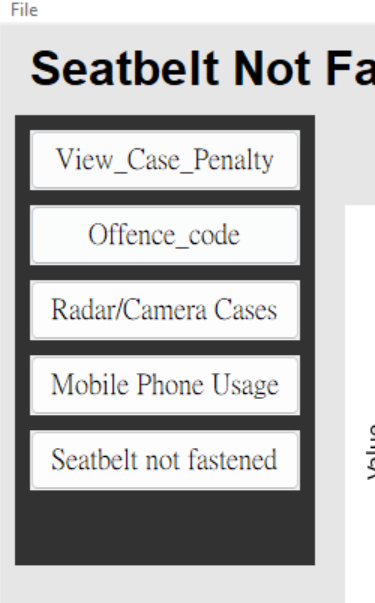 File
Seatbelt Not Fa
View_Case_Penalty
Offence_code
Radar/Camera Cases
Mobile Phone Usage
Seatbelt not fastened
Value